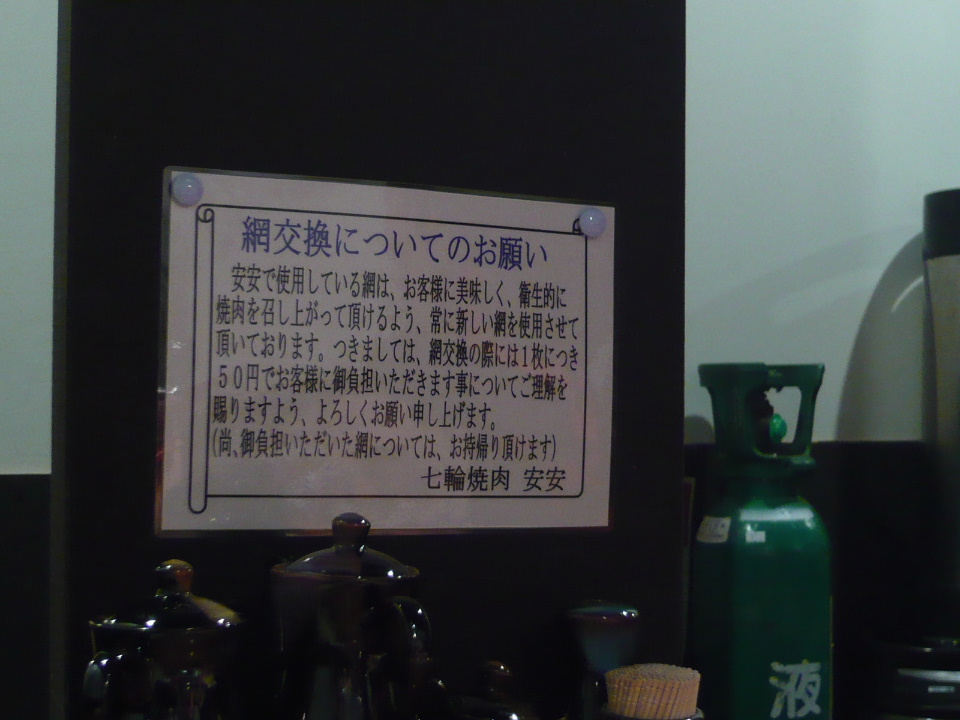 網交換についてのお願い
安安で使用している網は、お客様に美味しく、衛生的に
焼肉を召し上がって頂けるよう、常に新しい網を使用させて
頂いております。つきましては、網交換の際には1枚につき
50円でお客様に御負担いただきます事についてご理解を
賜りますよう、よろしくお願い申し上げます。
(尚、御負担いただいた網については、お持帰り頂けます)
七輪焼肉 安安
液